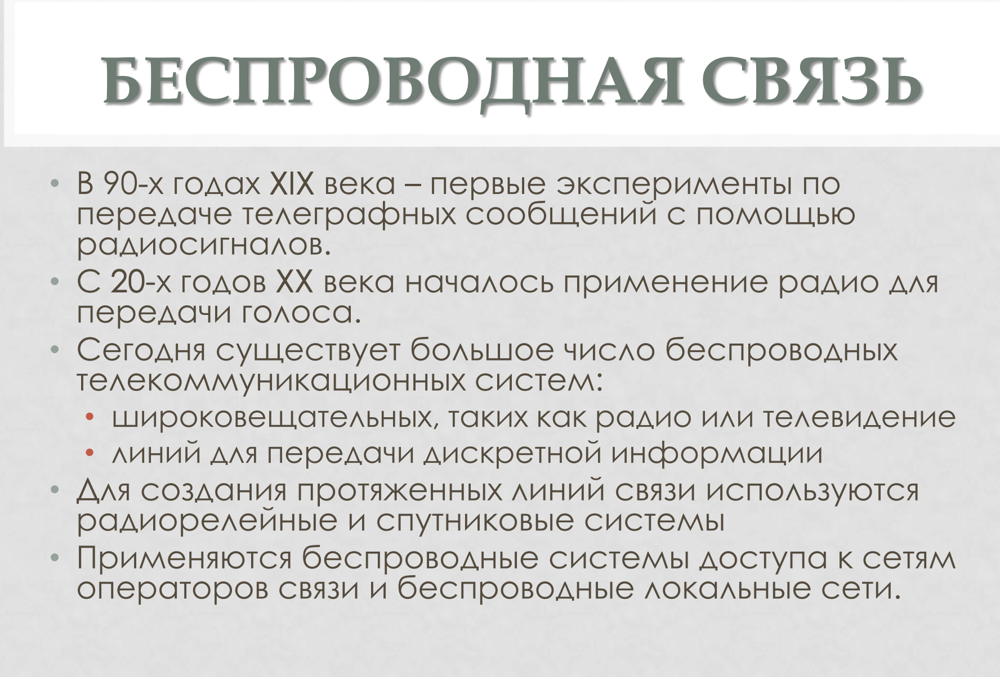 БЕСПРОВОДНАЯ СВЯЗЬ
• В 90-х годах XIX века – первые эксперименты по
передаче телеграфных сообщений с помощью
радиосигналов.
• С 20-х годов XX века началось применение радио для
передачи голоса.
• Сегодня существует большое число беспроводных
телекоммуникационных систем:
• широковещательных, таких как радио или телевидение
• линий для передачи дискретной информации
• Для создания протяженных линий связи используются
радиорелейные и спутниковые системы
• Применяются беспроводные системы доступа к сетям
операторов связи и беспроводные локальные сети.